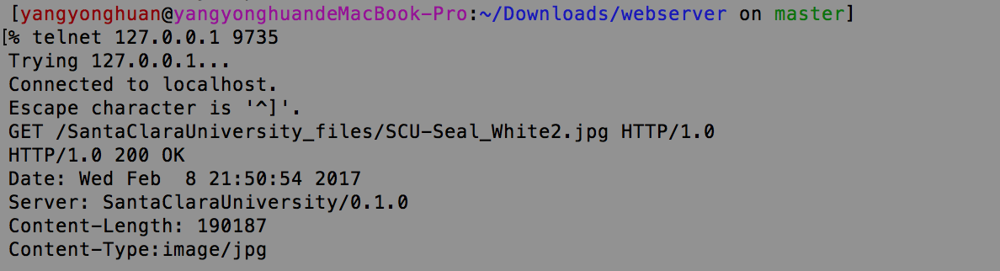 [yangyonghuan@yangyonghuandeMacBook-Pro:~/Downloads/webserver on master]
[% telnet 127.0.0.1 9735
Trying 127.0.0.1...
Connected to localhost.
Escape character is '^]'.
GET /SantaClaraUniversity_files/SCU-Seal_White2.jpg HTTP/1.0
HTTP/1.0 200 OK
Date: Wed Feb  8 21:50:54 2017
Server: SantaClaraUniversity/0.1.0
Content-Length: 190187
Content-Type:image/jpg